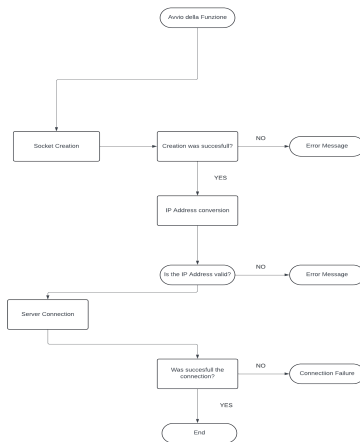 Avvio della Funzione
Socket Creation
Creation was succesfull?
NO
Error Message
YES
IP Address conversion
Is the IP Address valid?
NO
Error Message
Server Connection
Was succesfull the
connection?
NO
Connectiion Failure
YES
End